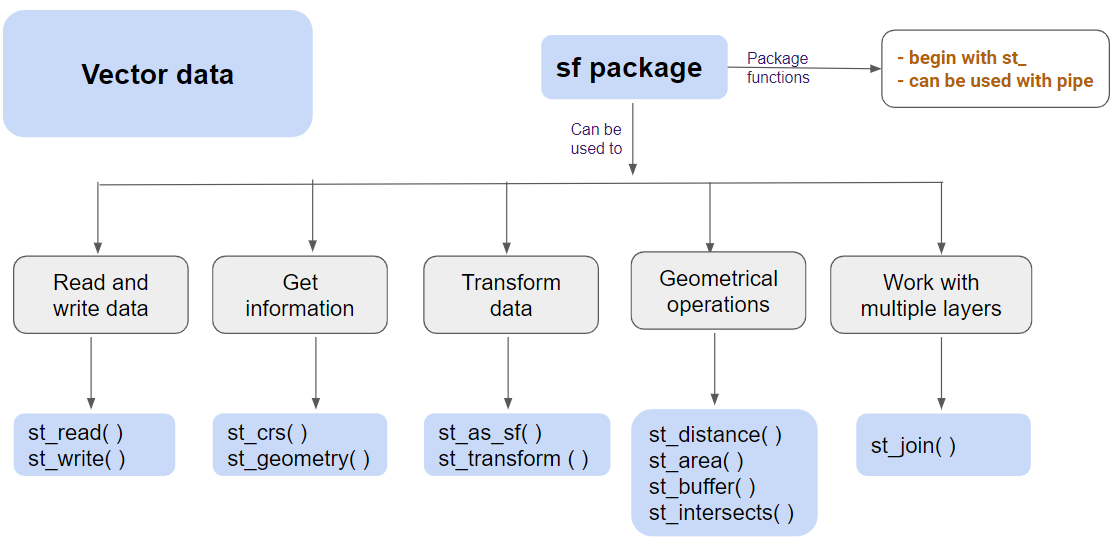 Vector data
sf package
Package
functions
- begin with st_
- can be used with pipe
Can be
used to
Read and
write data
Get
information
Transform
data
Geometrical
operations
Work with
multiple layers
st_read( )
st_write( )
st_crs( )
st_geometry( )
st_as_sf( )
st_transform ( )
st_distance( )
st_area( )
st_buffer( )
st_intersects( )
st_join( )